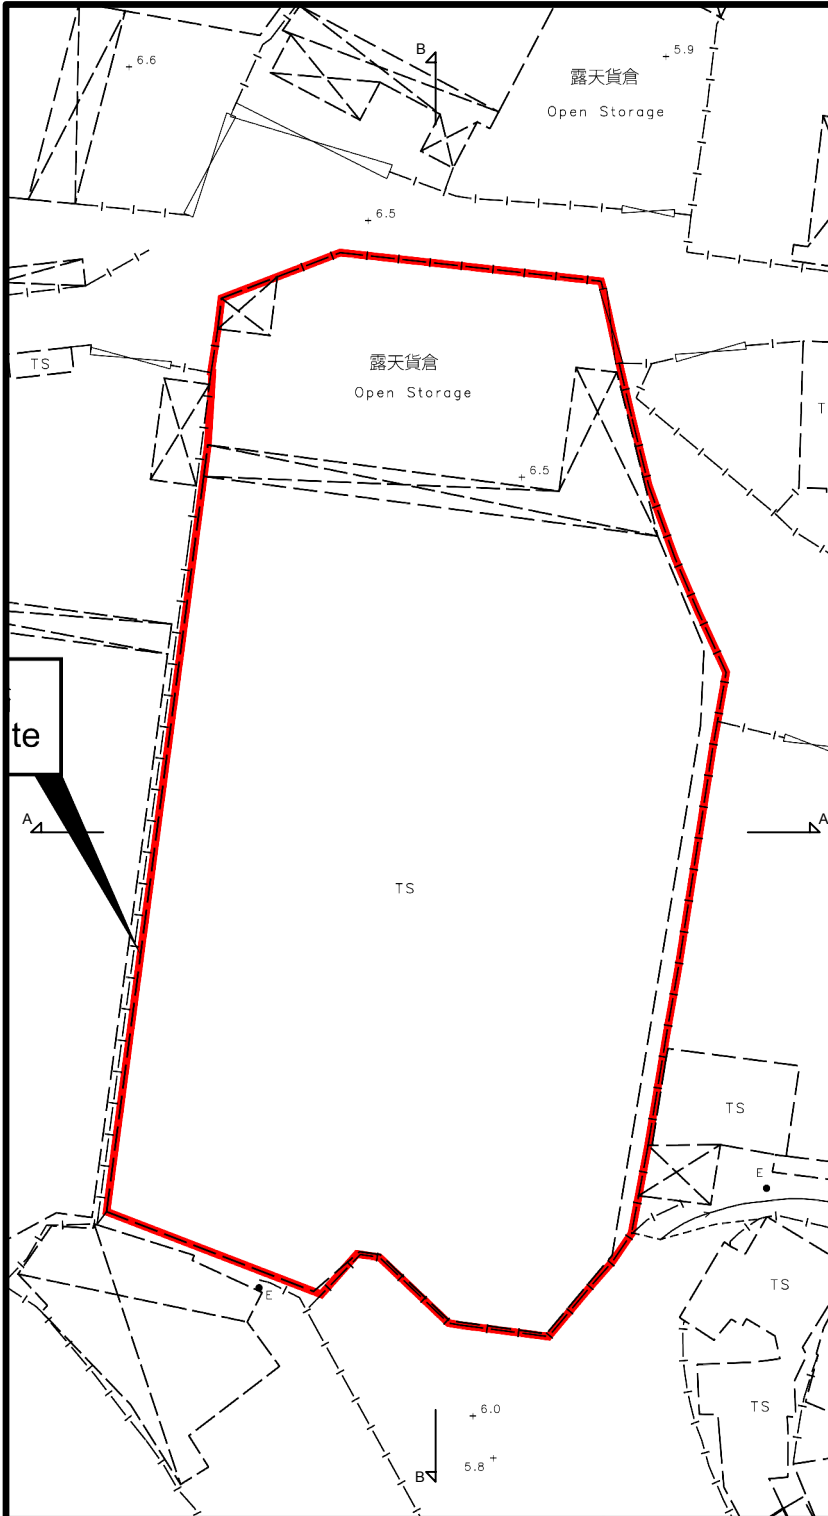 B
5.9
6.6
露天貨倉
Open Storage
6.5
露天貨倉
Open Storage
TS
T
6.5
te
A
A
TS
TS
E
E
TS
TS
6.0
5.8
B